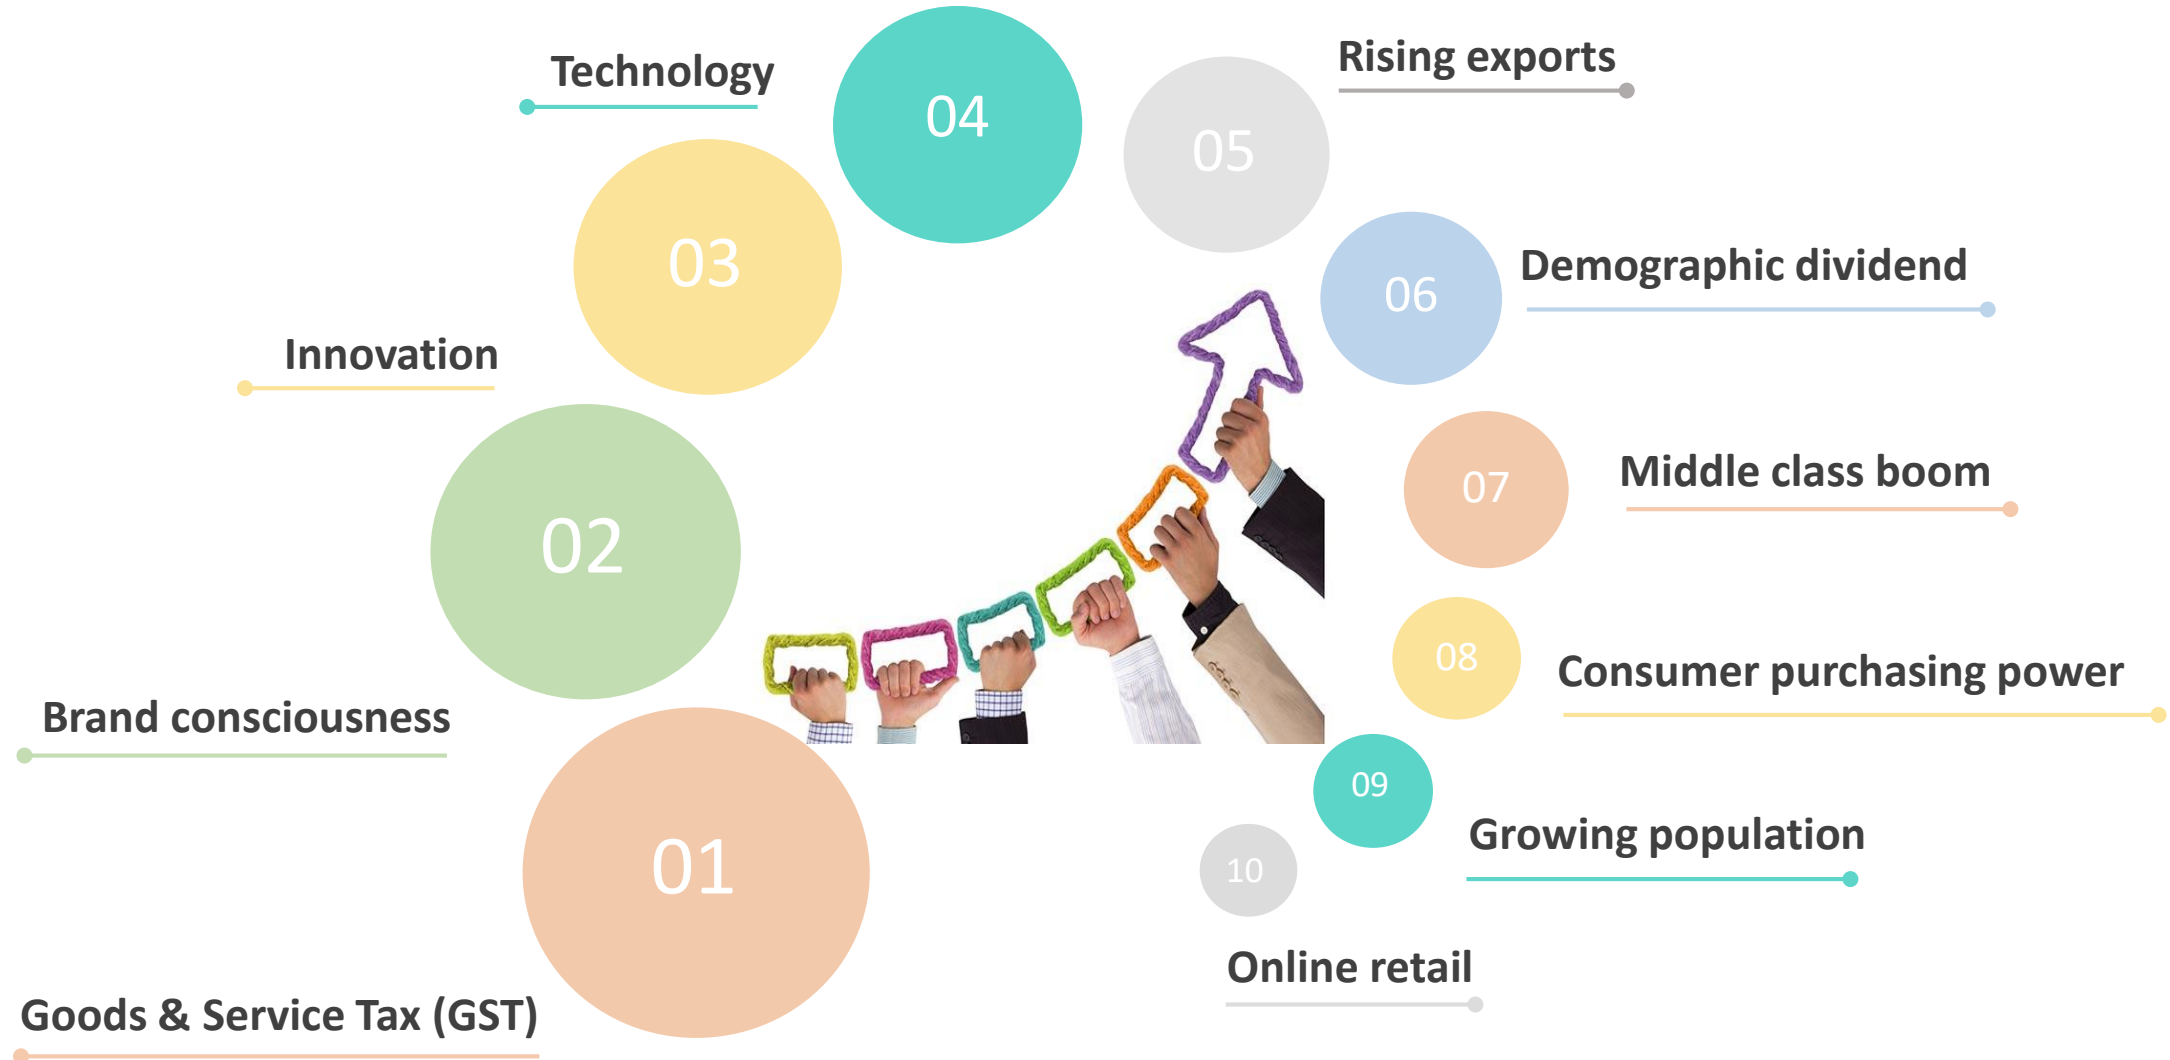 Technology
04
Rising exports
05
03
Demographic dividend
06
Innovation
02
Middle class boom
07
Brand consciousness
08
Consumer purchasing power
01
09
Growing population
10
Online retail
Goods & Service Tax (GST)